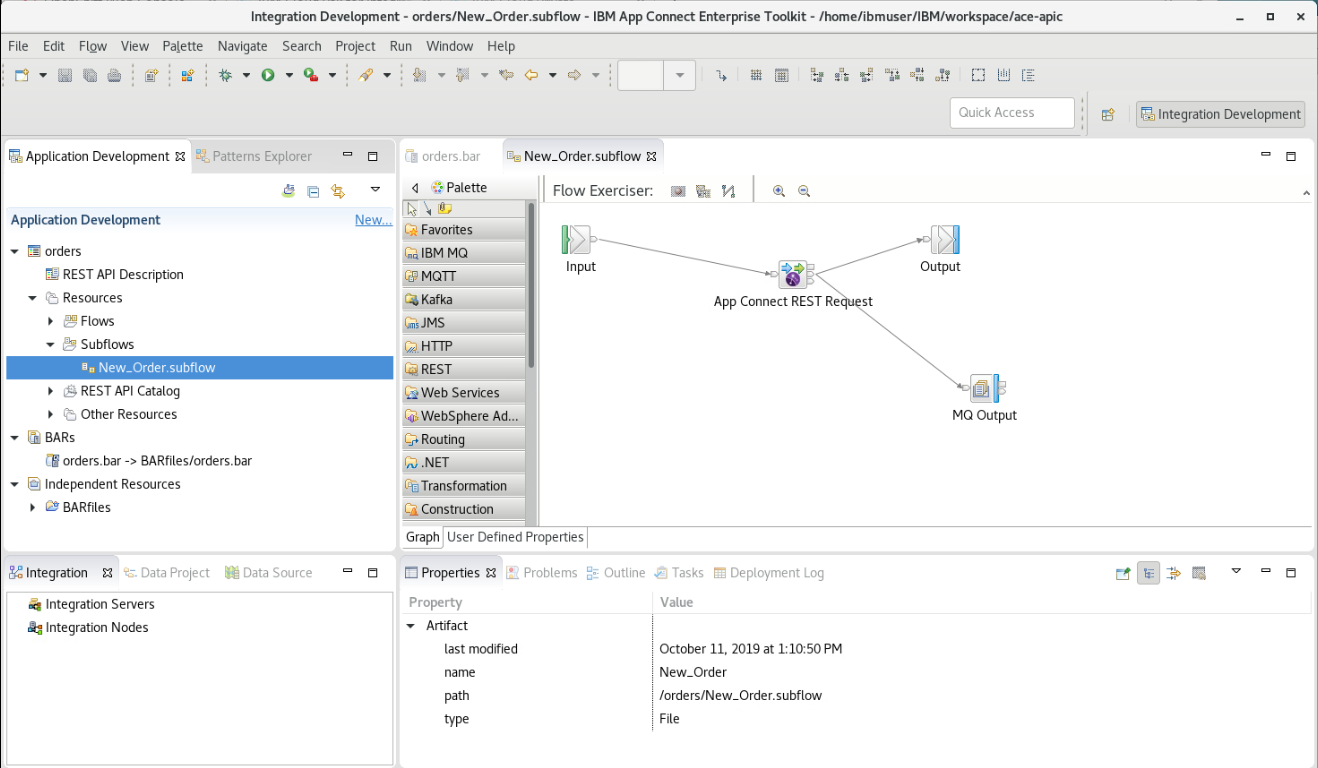 Integration Development - orders/New_Order.subflow - IBM App Connect Enterprise Toolkit - /home/ibmuser/IBM/workspace/ace-apic
File Edit Flow View Palette Navigate Search Project Run Window Help
Quick Access
Integration Development
Application Development
Patterns Explorer
Application Development
New...
orders
REST API Description
Resources
Flows
Subflows
New_Order.subflow
REST API Catalog
Other Resources
BARs
orders.bar -> BARfiles/orders.bar
Independent Resources
BARfiles
orders.bar
New_Order.subflow
Palette
Flow Exerciser:
Favorites
IBM MQ
MQTT
Kafka
JMS
HTTP
REST
Web Services
WebSphere Ad...
Routing
.NET
Transformation
Construction
Input
App Connect REST Request
Output
MQ Output
Graph
User Defined Properties
Integration
Data Project
Data Source
Integration Servers
Integration Nodes
Properties
Problems
Outline
Tasks
Deployment Log
Property Value
Artifact
last modified October 11, 2019 at 1:10:50 PM
name New_Order
path /orders/New_Order.subflow
type File